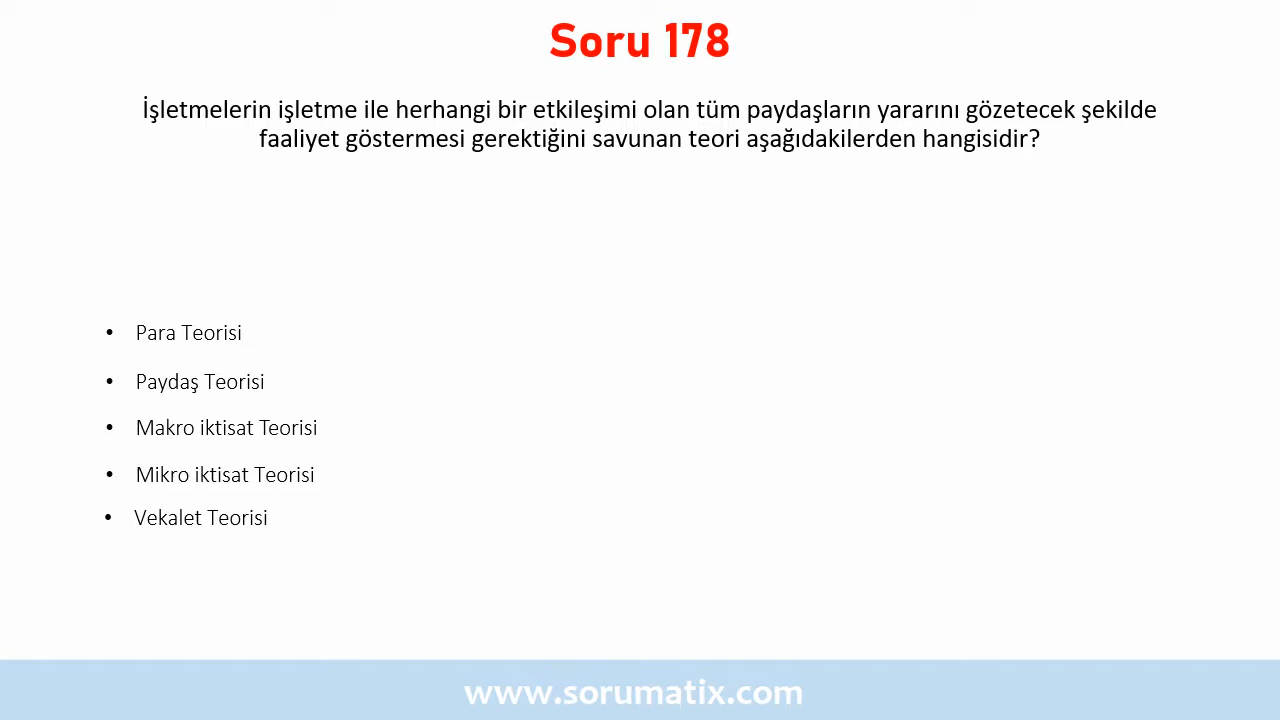 Soru 178
İşletmelerin işletme ile herhangi bir etkileşimi olan tüm paydaşların yararını gözetecek şekilde
faaliyet göstermesi gerektiğini savunan teori aşağıdakilerden hangisidir?
• Para Teorisi
• Paydaş Teorisi
• Makro iktisat Teorisi
• Mikro iktisat Teorisi
• Vekalet Teorisi
www.sorumatix.com